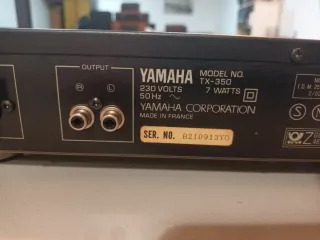 OUTPUT
R L
YAMAHA
MODEL NO.
TX-350
230 VOLTS 7 WATTS
50 Hz
YAMAHA CORPORATION
MADE IN FRANCE
SER. NO.
S
Z